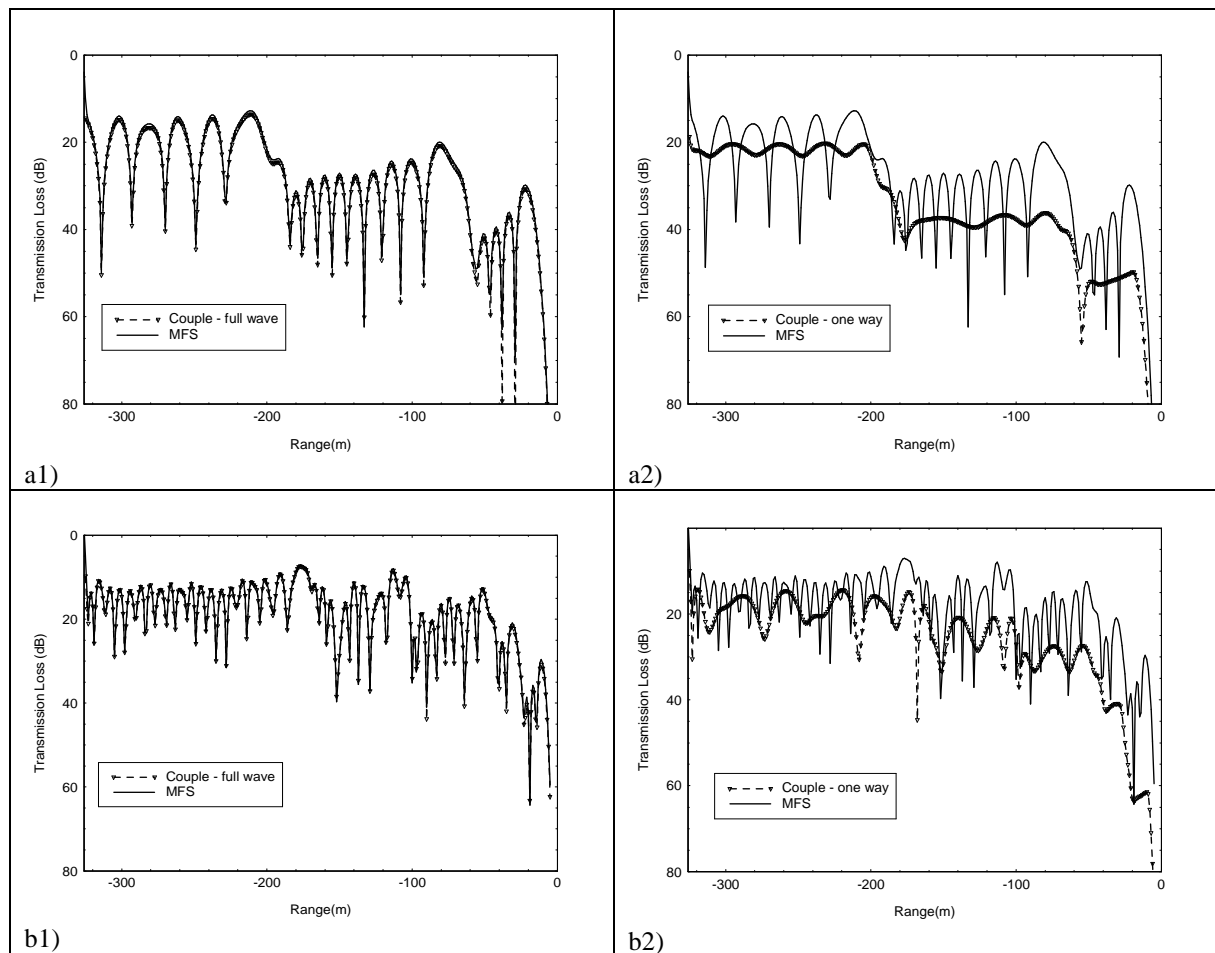 0
20
40
60
80
Transmission Loss (dB)
Couple - full wave
MFS
-300
-200
-100
0
Range(m)
a1)
0
20
40
60
80
Transmission Loss (dB)
Couple - one way
MFS
-300
-200
-100
0
Range(m)
a2)
0
20
40
60
80
Transmission Loss (dB)
Couple - full wave
MFS
-300
-200
-100
0
Range(m)
b1)
20
40
60
80
Transmission Loss (dB)
Couple - one way
MFS
-300
-200
-100
0
Range(m)
b2)